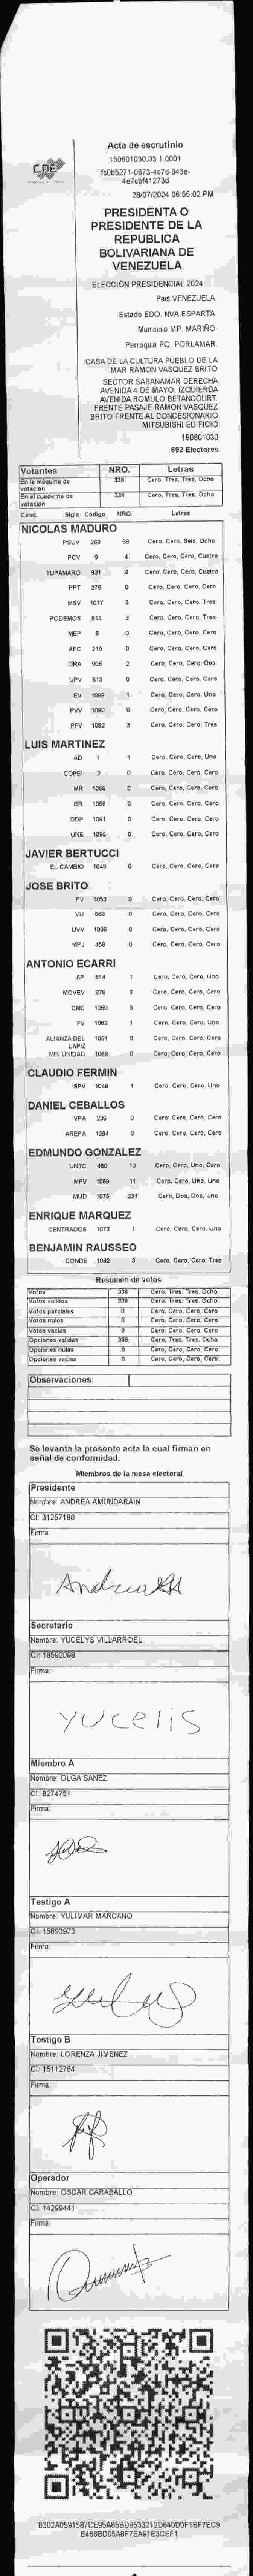 CNE
Acta de escrutinio
150601030.03.1.0001
fc0b5271-0673-4c7d-943e-
4e7cbf41273d
28/07/2024 06:55:02 PM
PRESIDENTA O
PRESIDENTE DE LA
REPUBLICA
BOLIVARIANA DE
VENEZUELA
ELECCIÓN PRESIDENCIAL 2024
País VENEZUELA
Estado EDO. NVA.ESPARTA
Municipio MP. MARIÑO
Parroquia PQ. PORLAMAR
CASA DE LA CULTURA PUEBLO DE LA
MAR RAMON VASQUEZ BRITO
SECTOR SABANAMAR DERECHA
AVENIDA 4 DE MAYO. IZQUIERDA
AVENIDA ROMULO BETANCOURT.
FRENTE PASAJE RAMON VASQUEZ
BRITO FRENTE AL CONCESIONARIO
MITSUBISHI EDIFICIO
150601030
692 Electores
Votantes NRO. Letras
En la máquina de votación 338 Cero, Tres, Tres, Ocho
En el cuaderno de votación 338 Cero, Tres, Tres, Ocho
Cand. Sigla Código NRO. Letras
NICOLAS MADURO
PSUV 268 68 Cero, Cero, Seis, Ocho
PCV 9 4 Cero, Cero, Cero, Cuatro
TUPAMARO 931 4 Cero, Cero, Cero, Cuatro
PPT 276 0 Cero, Cero, Cero, Cero
MSV 1017 3 Cero, Cero, Cero, Tres
PODEMOS 514 3 Cero, Cero, Cero, Tres
MEP 6 0 Cero, Cero, Cero, Cero
APC 219 0 Cero, Cero, Cero, Cero
ORA 906 2 Cero, Cero, Cero, Dos
UPV 613 0 Cero, Cero, Cero, Cero
EV 1089 1 Cero, Cero, Cero, Uno
PVV 1090 0 Cero, Cero, Cero, Cero
PFV 1093 3 Cero, Cero, Cero, Tres
LUIS MARTINEZ
AD 1 1 Cero, Cero, Cero, Uno
COPEI 2 0 Cero, Cero, Cero, Cero
MR 1055 0 Cero, Cero, Cero, Cero
BR 1066 0 Cero, Cero, Cero, Cero
DDP 1091 0 Cero, Cero, Cero, Cero
UNE 1095 0 Cero, Cero, Cero, Cero
JAVIER BERTUCCI
EL CAMBIO 1048 0 Cero, Cero, Cero, Cero
JOSE BRITO
PV 1053 0 Cero, Cero, Cero, Cero
VU 968 0 Cero, Cero, Cero, Cero
UVV 1096 0 Cero, Cero, Cero, Cero
MPJ 458 0 Cero, Cero, Cero, Cero
ANTONIO ECARRI
AP 814 1 Cero, Cero, Cero, Uno
MOVEV 879 0 Cero, Cero, Cero, Cero
CMC 1050 0 Cero, Cero, Cero, Cero
FV 1062 1 Cero, Cero, Cero, Uno
ALIANZA DEL LAPIZ 1051 0 Cero, Cero, Cero, Cero
MIN UNIDAD 1068 0 Cero, Cero, Cero, Cero
CLAUDIO FERMIN
SPV 1049 1 Cero, Cero, Cero, Uno
DANIEL CEBALLOS
VPA 236 0 Cero, Cero, Cero, Cero
AREPA 1094 0 Cero, Cero, Cero, Cero
EDMUNDO GONZALEZ
UNTC 460 10 Cero, Cero, Uno, Cero
MPV 1059 11 Cero, Cero, Uno, Uno
MUD 1075 221 Cero, Dos, Dos, Uno
ENRIQUE MARQUEZ
CENTRADOS 1073 1 Cero, Cero, Cero, Uno
BENJAMIN RAUSSEO
CONDE 1092 3 Cero, Cero, Cero, Tres
Resumen de votos
Votos 338 Cero, Tres, Tres, Ocho
Votos validos 338 Cero, Tres, Tres, Ocho
Votos parciales 0 Cero, Cero, Cero, Cero
Votos nulos 0 Cero, Cero, Cero, Cero
Votos vacios 0 Cero, Cero, Cero, Cero
Opciones validas 338 Cero, Tres, Tres, Ocho
Opciones nulas 0 Cero, Cero, Cero, Cero
Opciones vacias 0 Cero, Cero, Cero, Cero
Observaciones:
Se levanta la presente acta la cual firman en
señal de conformidad.
Miembros de la mesa electoral
Presidente
Nombre: ANDREA AMUNDARAIN
CI: 31257180
Firma:
Secretario
Nombre: YUCELYS VILLARROEL
CI: 18592098
Firma:
Yucelis
Miembro A
Nombre: OLGA SANEZ
CI: 8274751
Firma:
Testigo A
Nombre: YULIMAR MARCANO
CI: 15893973
Firma:
Testigo B
Nombre: LORENZA JIMENEZ
CI: 15112764
Firma:
Operador
Nombre: OSCAR CARABALLO
CI: 14299441
Firma:
8302A0591587CE95A85BD9533212D640D0F18F7EC9
E468BD05A8F7EA91E3CEF1